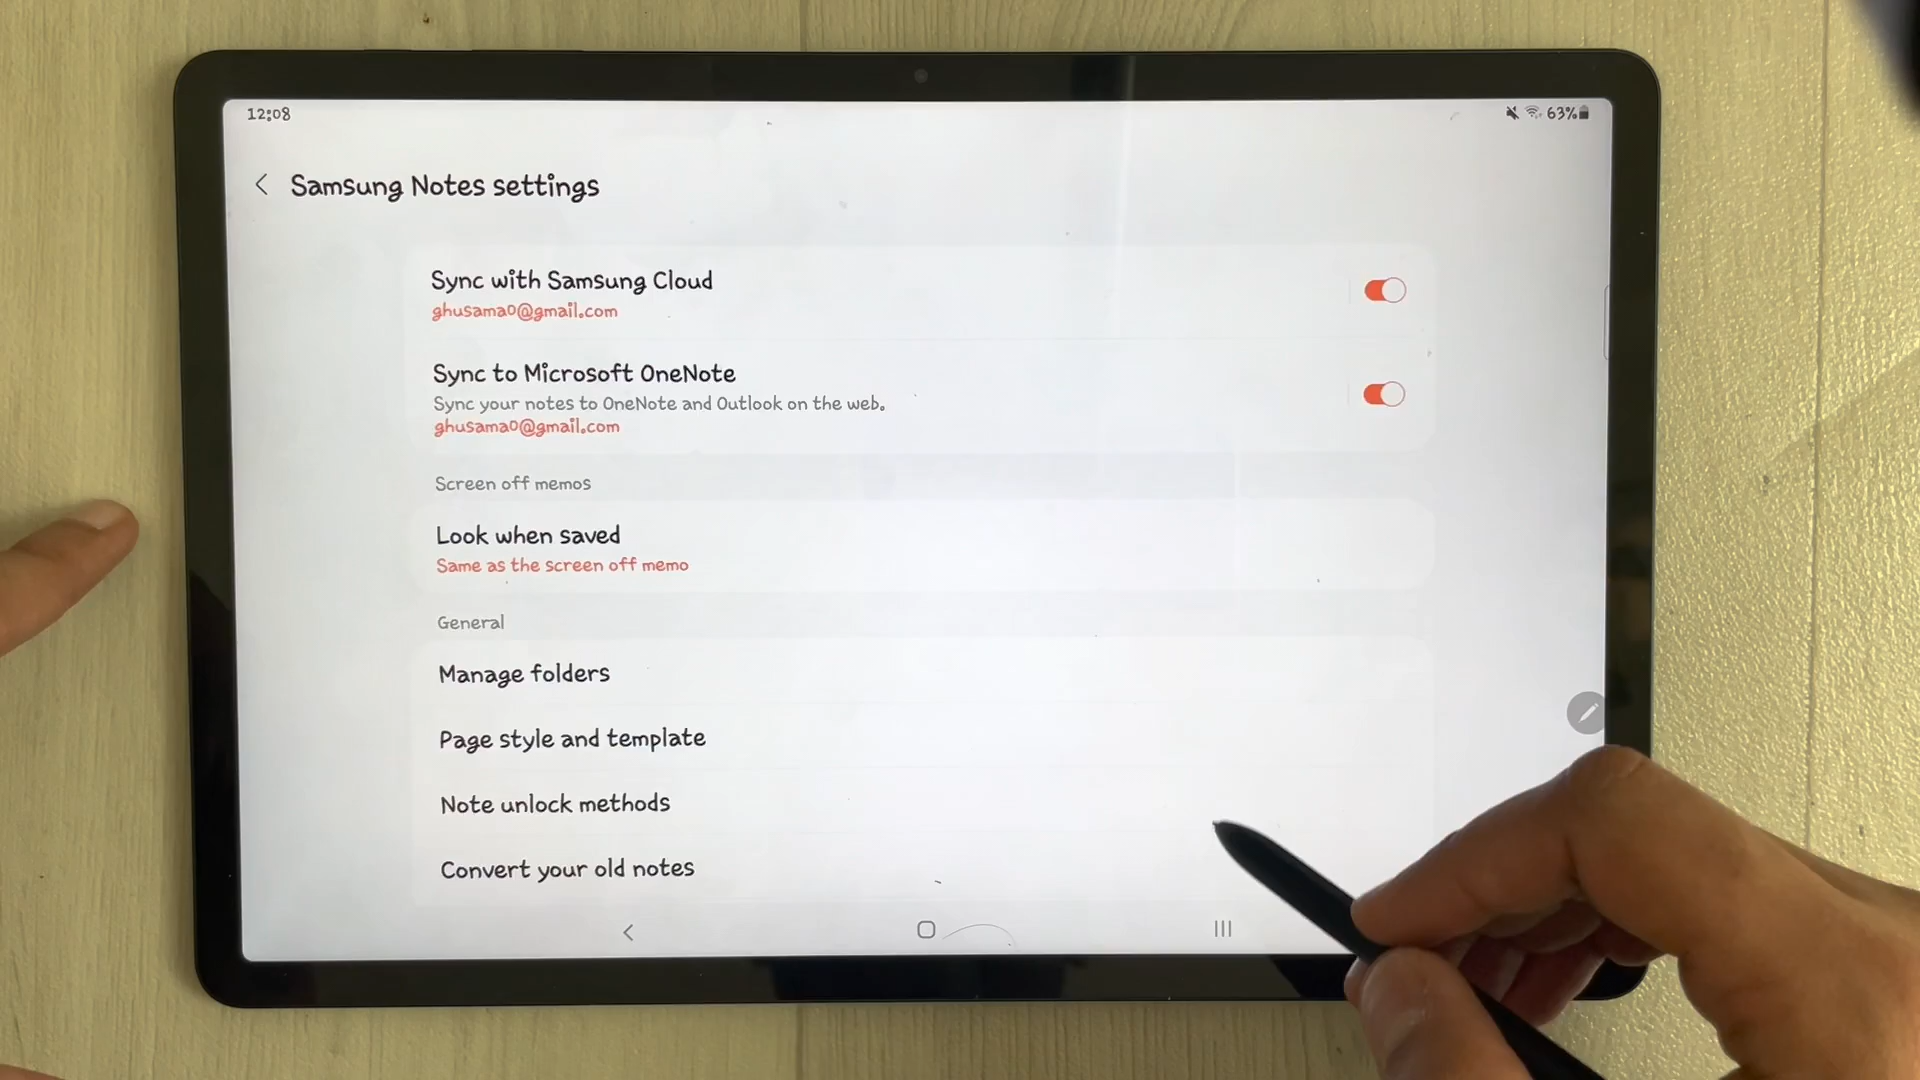 12:08
63%
Samsung Notes settings
Sync with Samsung Cloud
ghusama0@gmail.com
Sync to Microsoft OneNote
Sync your notes to OneNote and Outlook on the web.
ghusama0@gmail.com
Screen off memos
Look when saved
Same as the screen off memo
General
Manage folders
Page style and template
Note unlock methods
Convert your old notes